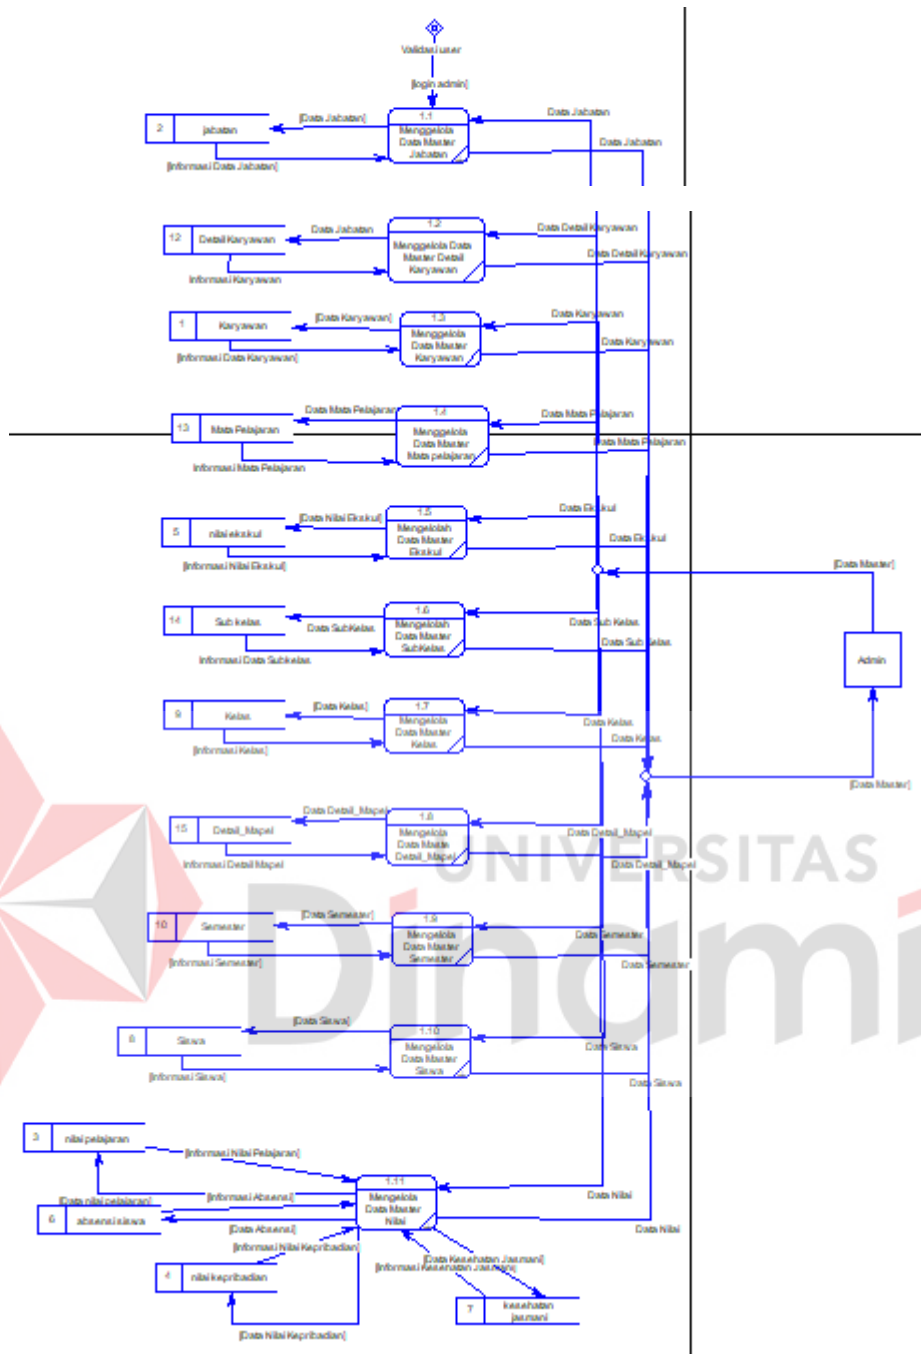 Validasi user
[login admin]
2 jabatan
[Data Jabatan]
[Informasi Data Jabatan]
1.1
Menggelola
Data Master
Jabatan
Data Jabatan
Data Jabatan
12 Detail Karyawan
Data Jabatan
Informasi Karyawan
1.2
Menggelola Data
Master Detail
Karyawan
Data Detail Karyawan
Data Detail Karyawan
1 Karyawan
[Data Karyawan]
[Informasi Data Karyawan]
1.3
Menggelola
Data Master
Karyawan
Data Karyawan
Data Karyawan
13 Mata Pelajaran
Data Mata Pelajaran
Informasi Mata Pelajaran
1.4
Menggelola
Data Master
Mata pelajaran
Data Mata Pelajaran
Data Mata Pelajaran
5 nilai ekskul
[Data Nilai Ekskul]
[Informasi Nilai Ekskul]
1.5
Mengelolah
Data Master
Ekskul
Data Ekskul
Data Ekskul
[Data Master]
Admin
[Data Master]
14 Sub kelas
Data SubKelas
Informasi Data Subkelas
1.6
Mengelolah
Data Master
SubKelas
Data Sub Kelas
Data Sub Kelas
9 Kelas
[Data Kelas]
[Informasi Kelas]
1.7
Mengelola
Data Master
Kelas
Data Kelas
Data Kelas
15 Detail_Mapel
Data Detail_Mapel
Informasi Detail Mapel
1.8
Mengelola
Data Master
Detail_Mapel
Data Detail_Mapel
Data Detail_Mapel
UNIVERSITAS
Dinami
10 Semester
[Data Semester]
[Informasi Semester]
1.9
Mengelola
Data Master
Semester
Data Semester
Data Semester
8 Siswa
[Data Siswa]
[Informasi Siswa]
1.10
Mengelola
Data Master
Siswa
Data Siswa
Data Siswa
3 nilai pelajaran
[Informasi Nilai Pelajaran]
[Data nilai pelajaran]
[Informasi Absensi]
6 absensi siswa
[Data Absensi]
1.11
Mengelola
Data Master
Nilai
Data Nilai
Data Nilai
[Informasi Nilai Kepribadian]
4 nilai kepribadian
[Data Nilai Kepribadian]
[Data Kesehatan Jasmani]
[Informasi Kesehatan Jasmani]
7 kesehatan
jasmani